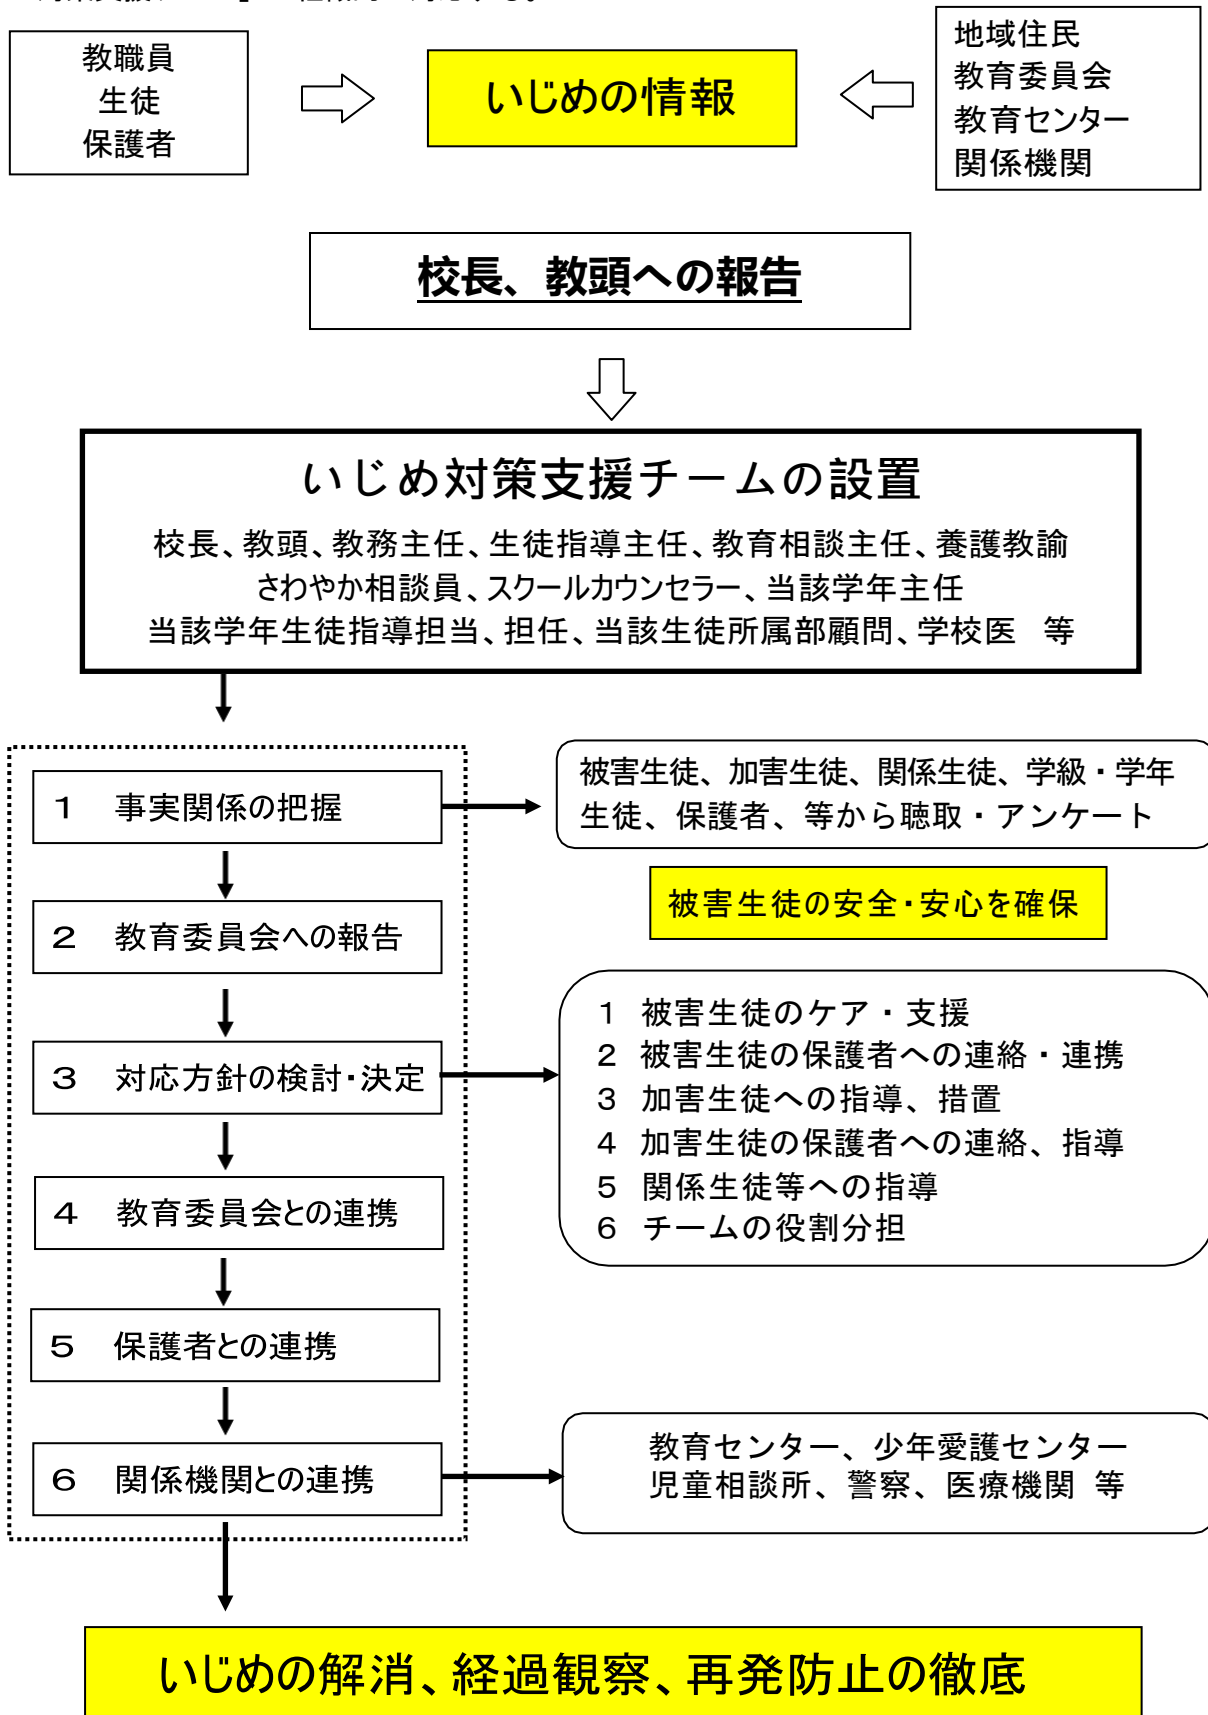 教職員
生徒
保護者
いじめの情報
地域住民
教育委員会
教育センター
関係機関
校長、教頭への報告
いじめ対策支援チームの設置
校長、教頭、教務主任、生徒指導主任、教育相談主任、養護教諭
さわやか相談員、スクールカウンセラー、当該学年主任
当該学年生徒指導担当、担任、当該生徒所属部顧問、学校医　等
1　事実関係の把握
被害生徒、加害生徒、関係生徒、学級・学年
生徒、保護者、等から聴取・アンケート
被害生徒の安全・安心を確保
2　教育委員会への報告
3　対応方針の検討・決定
1　被害生徒のケア・支援
2　被害生徒の保護者への連絡・連携
3　加害生徒への指導、措置
4　加害生徒の保護者への連絡、指導
5　関係生徒等への指導
6　チームの役割分担
4　教育委員会との連携
5　保護者との連携
6　関係機関との連携
教育センター、少年愛護センター
児童相談所、警察、医療機関 等
いじめの解消、経過観察、再発防止の徹底